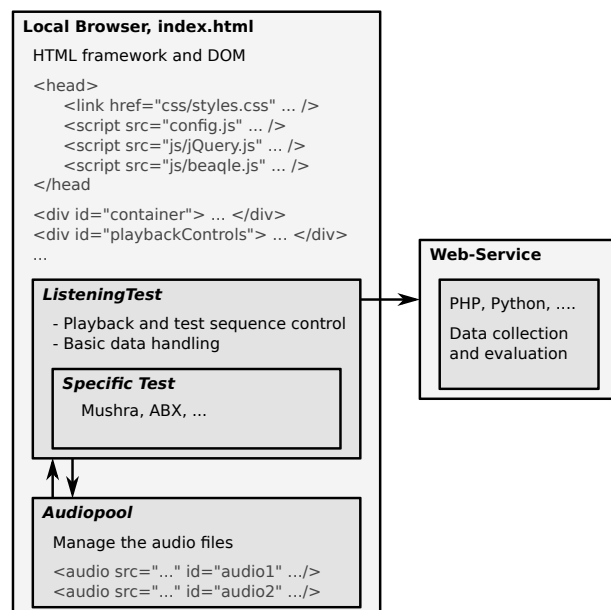 Local Browser, index.html
HTML framework and DOM
<head>
<link href="css/styles.css" ... />
<script src="config.js" ... />
<script src="js/jQuery.js" ... />
<script src="js/beaqle.js" ... />
</head
<div id="container"> ... </div>
<div id="playbackControls"> ... </div>
...
ListeningTest
- Playback and test sequence control
- Basic data handling
Specific Test
Mushra, ABX, ...
Audiopool
Manage the audio files
<audio src="..." id="audio1" .../>
<audio src="..." id="audio2" .../>
Web-Service
PHP, Python, ....
Data collection
and evaluation